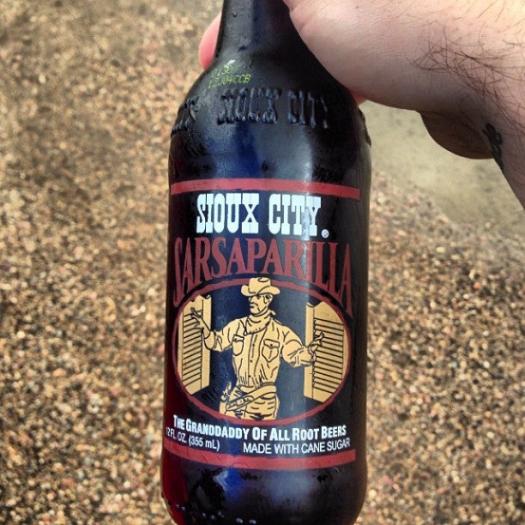 SIOUX CITY
SIOUX CITY®
SARSAPARILLA
THE GRANDDADDY OF ALL ROOT BEERS
12 FL. OZ. (355 mL) MADE WITH CANE SUGAR